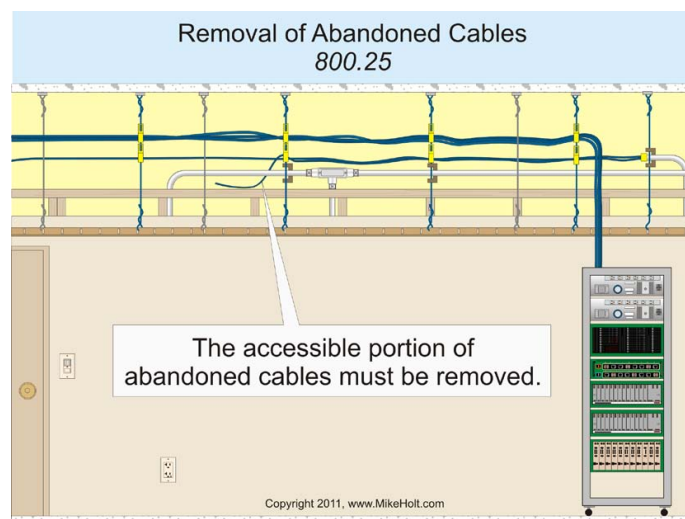 Removal of Abandoned Cables
800.25
The accessible portion of
abandoned cables must be removed.
Copyright 2011, www.MikeHolt.com